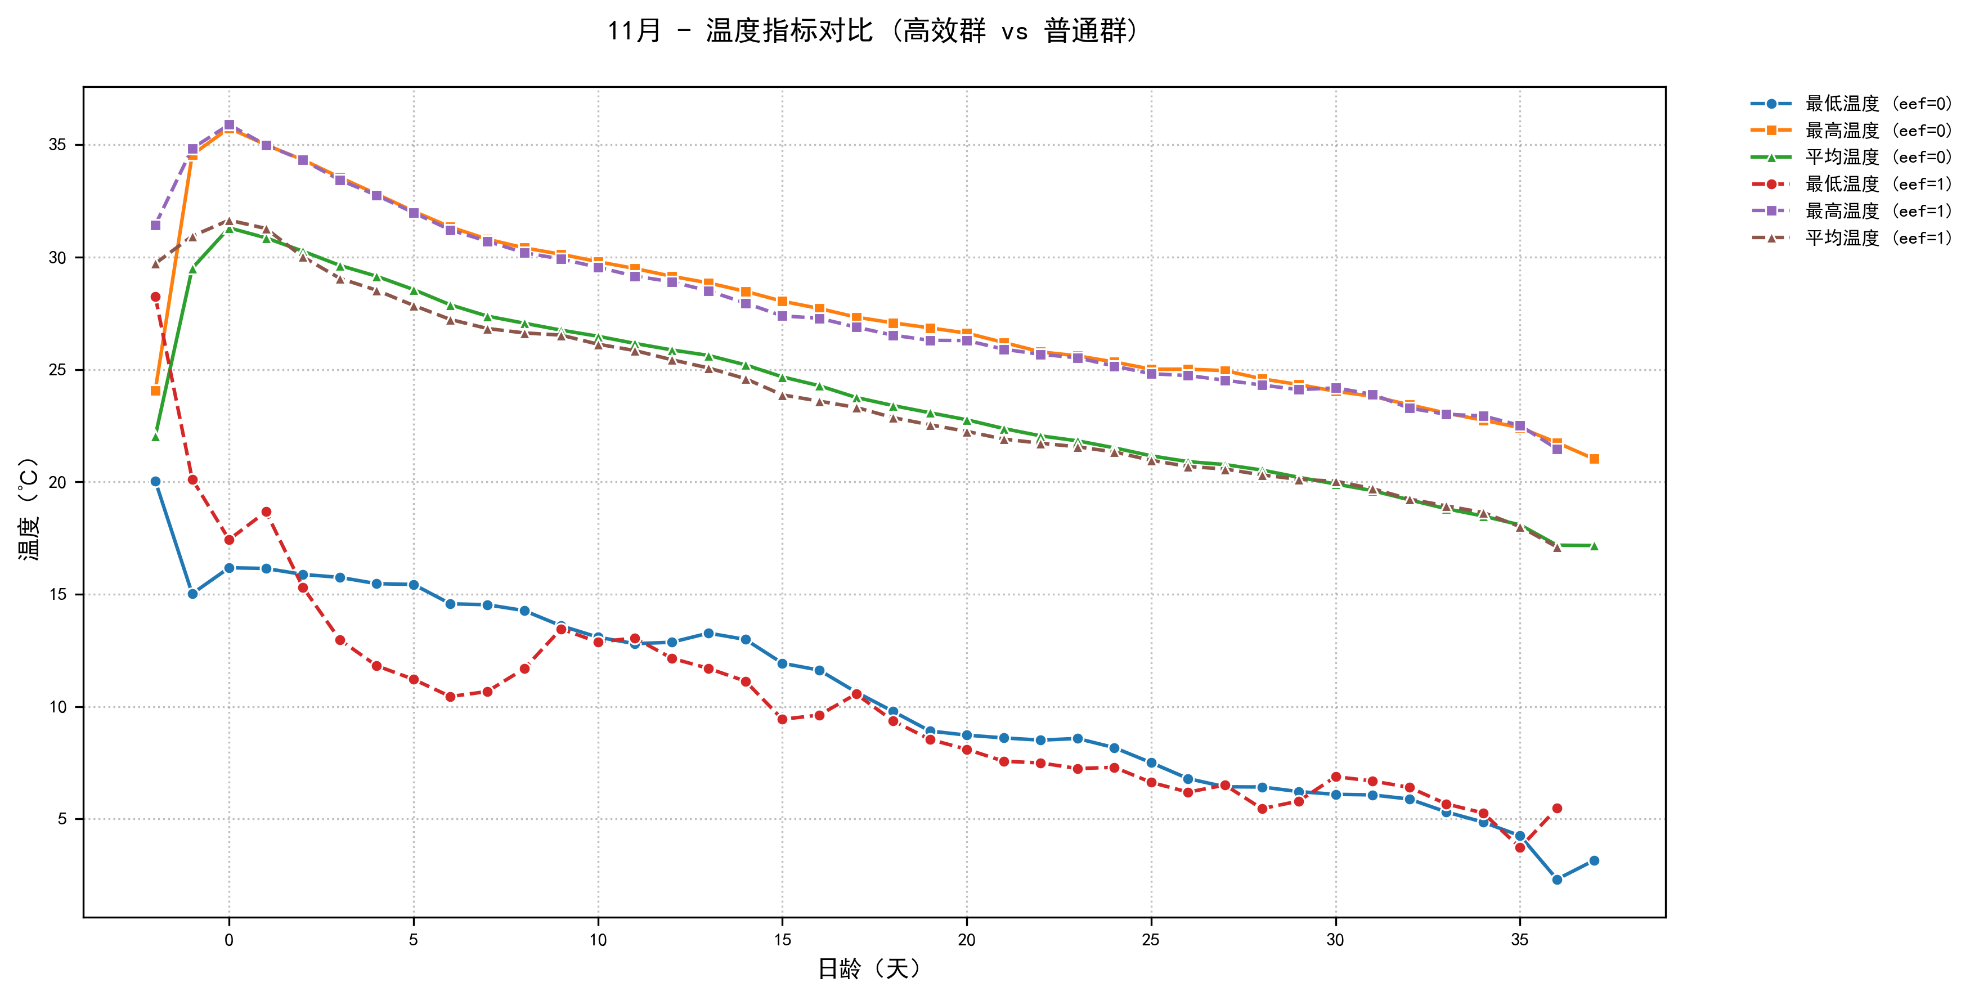 11月 - 温度指标对比 (高效群 vs 普通群)
最低温度 (eef=0)
最高温度 (eef=0)
平均温度 (eef=0)
最低温度 (eef=1)
最高温度 (eef=1)
平均温度 (eef=1)
温度 (℃)
35
30
25
20
15
10
5
0
5
10
15
20
25
30
35
日龄 (天)